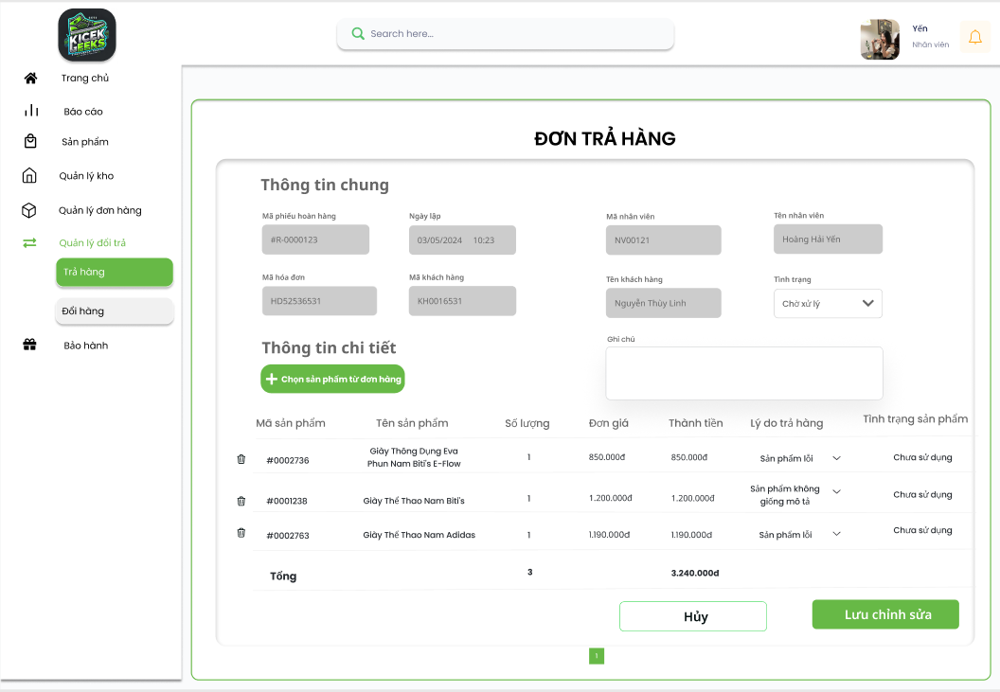 KICEK
GEEKS
Search here...
Yến
Nhân viên
Trang chủ
Báo cáo
Sản phẩm
Quản lý kho
Quản lý đơn hàng
Quản lý đổi trả
Trả hàng
Đổi hàng
Bảo hành
ĐƠN TRẢ HÀNG
Thông tin chung
Mã phiếu hoàn hàng
Ngày lập
Mã nhân viên
Tên nhân viên
#R-0000123
03/05/2024 10:23
NV00121
Hoàng Hải Yến
Mã hóa đơn
Mã khách hàng
Tên khách hàng
Tình trạng
HD52536531
KH0016531
Nguyễn Thùy Linh
Chờ xử lý
Thông tin chi tiết
Ghi chú
Chọn sản phẩm từ đơn hàng
Mã sản phẩm Tên sản phẩm Số lượng Đơn giá Thành tiền Lý do trả hàng Tình trạng sản phẩm
#0002736
Giày Thông Dụng Eva
Phun Nam Biti's E-Flow
1
850.000đ
850.000đ
Sản phẩm lỗi
Chưa sử dụng
#0001238
Giày Thể Thao Nam Biti's
1
1.200.000đ
1.200.000đ
Sản phẩm không
giống mô tả
Chưa sử dụng
#0002763
Giày Thể Thao Nam Adidas
1
1.190.000đ
1.190.000đ
Sản phẩm lỗi
Chưa sử dụng
Tổng
3
3.240.000đ
Hủy
Lưu chỉnh sửa
1